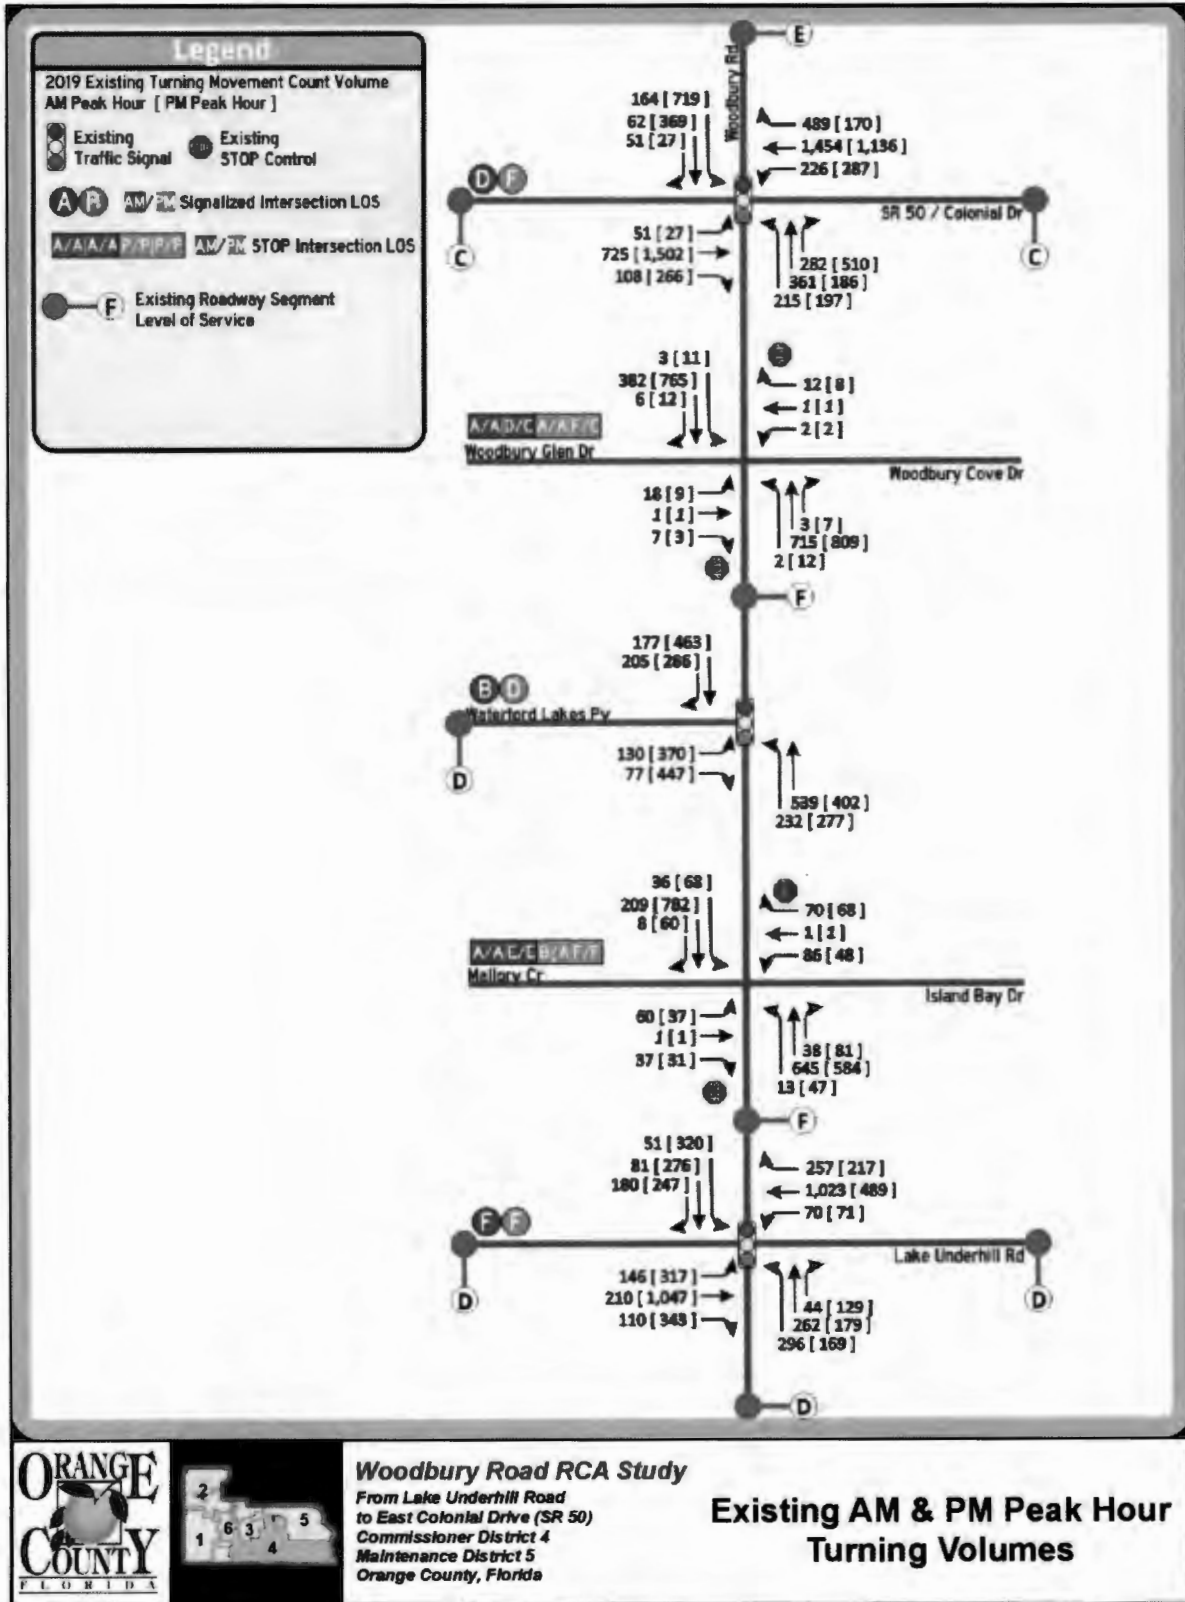 Legend
2019 Existing Turning Movement Count Volume
AM Peak Hour [ PM Peak Hour ]
Existing
Traffic Signal
Existing
STOP Control
A B AM/PM Signalized Intersection LOS
A/A|A/A P/P|P/P AM/PM STOP Intersection LOS
F Existing Roadway Segment
Level of Service
E
Woodbury Rd
164 [ 719 ]
62 [ 369 ]
51 [ 27 ]
489 [ 170 ]
1,454 [ 1,136 ]
226 [ 287 ]
D F
SR 50 / Colonial Dr
C
C
51 [ 27 ]
725 [ 1,502 ]
108 [ 266 ]
282 [ 510 ]
361 [ 186 ]
215 [ 197 ]
3 [ 11 ]
382 [ 765 ]
6 [ 12 ]
12 [ 8 ]
1 [ 1 ]
2 [ 2 ]
A/A D/C A/A F/C
Woodbury Glen Dr
Woodbury Cove Dr
18 [ 9 ]
1 [ 1 ]
7 [ 3 ]
3 [ 7 ]
715 [ 809 ]
2 [ 12 ]
F
177 [ 463 ]
205 [ 286 ]
B D
Waterford Lakes Py
D
130 [ 370 ]
77 [ 447 ]
539 [ 402 ]
232 [ 277 ]
36 [ 68 ]
209 [ 782 ]
8 [ 60 ]
70 [ 68 ]
1 [ 1 ]
86 [ 48 ]
A/A E/E B/A F/F
Mallory Cr
Island Bay Dr
60 [ 37 ]
1 [ 1 ]
37 [ 31 ]
38 [ 81 ]
645 [ 584 ]
13 [ 47 ]
F
51 [ 320 ]
81 [ 276 ]
180 [ 247 ]
257 [ 217 ]
1,023 [ 489 ]
70 [ 71 ]
F F
Lake Underhill Rd
D
D
146 [ 317 ]
210 [ 1,047 ]
110 [ 343 ]
44 [ 129 ]
262 [ 179 ]
296 [ 169 ]
D
ORANGE
COUNTY
FLORIDA
2
1
6
3
4
5
Woodbury Road RCA Study
From Lake Underhill Road
to East Colonial Drive (SR 50)
Commissioner District 4
Maintenance District 5
Orange County, Florida
Existing AM & PM Peak Hour
Turning Volumes